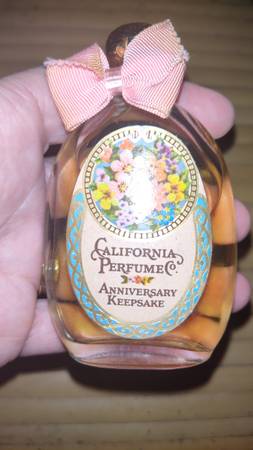 CALIFORNIA
PERFUME Co.
ANNIVERSARY
KEEPSAKE